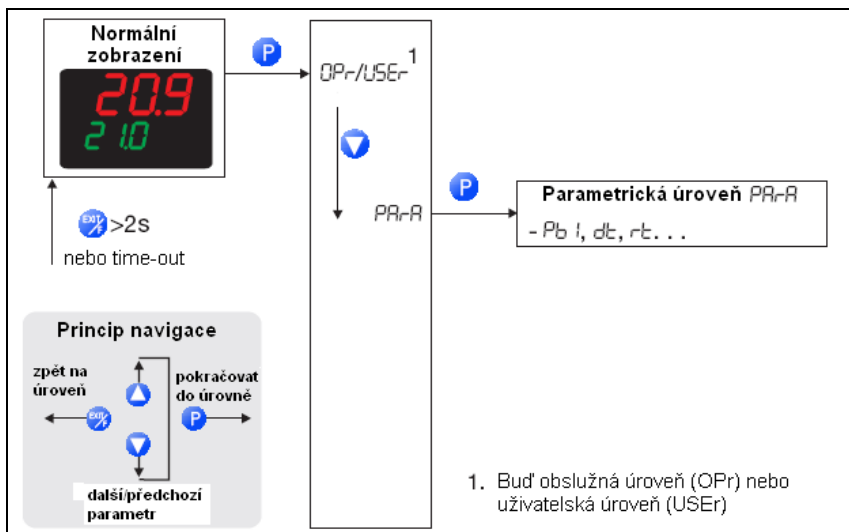 Normální
zobrazení
20.9
21.0
P
OPr/USEr 1
PArA
P
Parametrická úroveň PArA
- Pb1, dt, rt. . .
EXIT/F >2s
nebo time-out
Princip navigace
zpět na
úroveň
pokračovat
do úrovně
EXIT/F
P
další/předchozí
parametr
1. Buď obslužná úroveň (OPr) nebo
uživatelská úroveň (USEr)